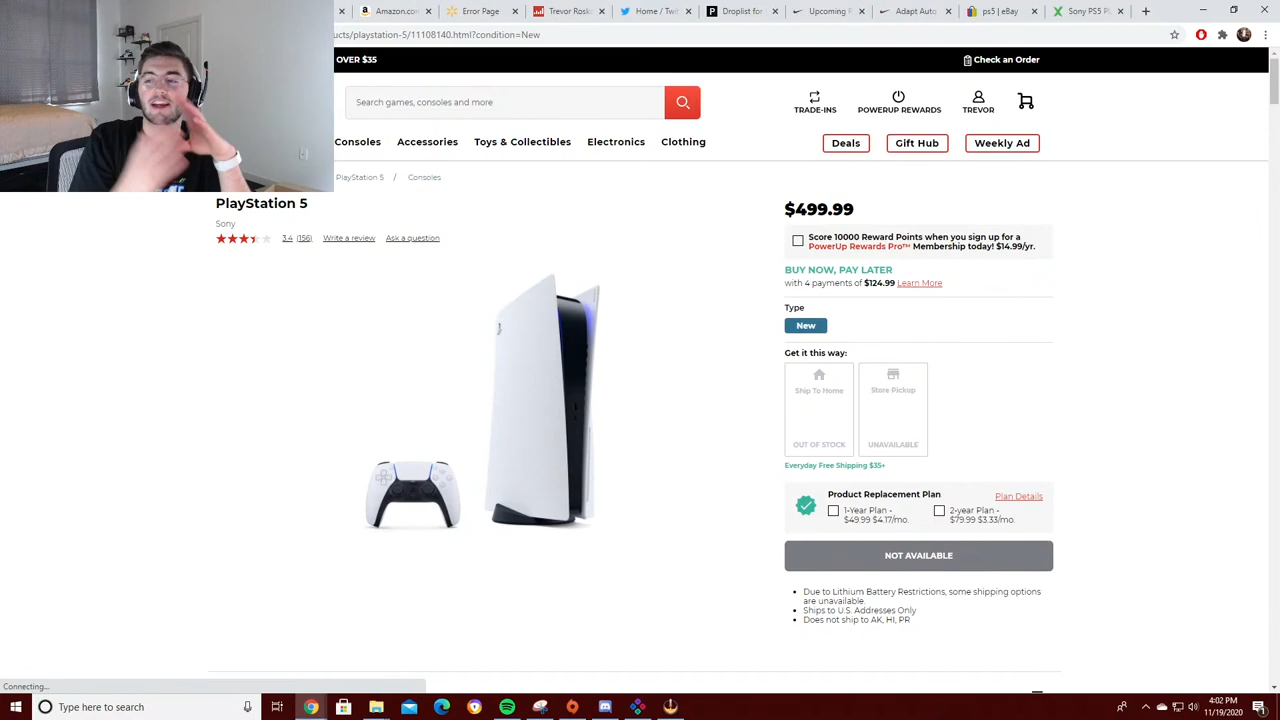 Amazon.com
Error Page
Trevor Rosk
Home / Twit
Droplist for
Upcoming R
Adapt Auto
ps5 | eBay
Sony PS5 Pl
ucts/playstation-5/11108140.html?condition=New
OVER $35
Check an Order
Search games, consoles and more
TRADE-INS
POWERUP REWARDS
TREVOR
Consoles
Accessories
Toys & Collectibles
Electronics
Clothing
Deals
Gift Hub
Weekly Ad
PlayStation 5 / Consoles
PlayStation 5
Sony
3.4 (156) Write a review Ask a question
$499.99
Score 10000 Reward Points when you sign up for a
PowerUp Rewards Pro™ Membership today! $14.99/yr.
BUY NOW, PAY LATER
with 4 payments of $124.99 Learn More
Type
New
Get it this way:
Ship To Home
OUT OF STOCK
Store Pickup
UNAVAILABLE
Everyday Free Shipping $35+
Product Replacement Plan
Plan Details
1-Year Plan -
$49.99 $4.17/mo.
2-year Plan -
$79.99 $3.33/mo.
NOT AVAILABLE
• Due to Lithium Battery Restrictions, some shipping options
are unavailable.
• Ships to U.S. Addresses Only
• Does not ship to AK, HI, PR
Connecting...
Type here to search
4:02 PM
11/19/2020
1